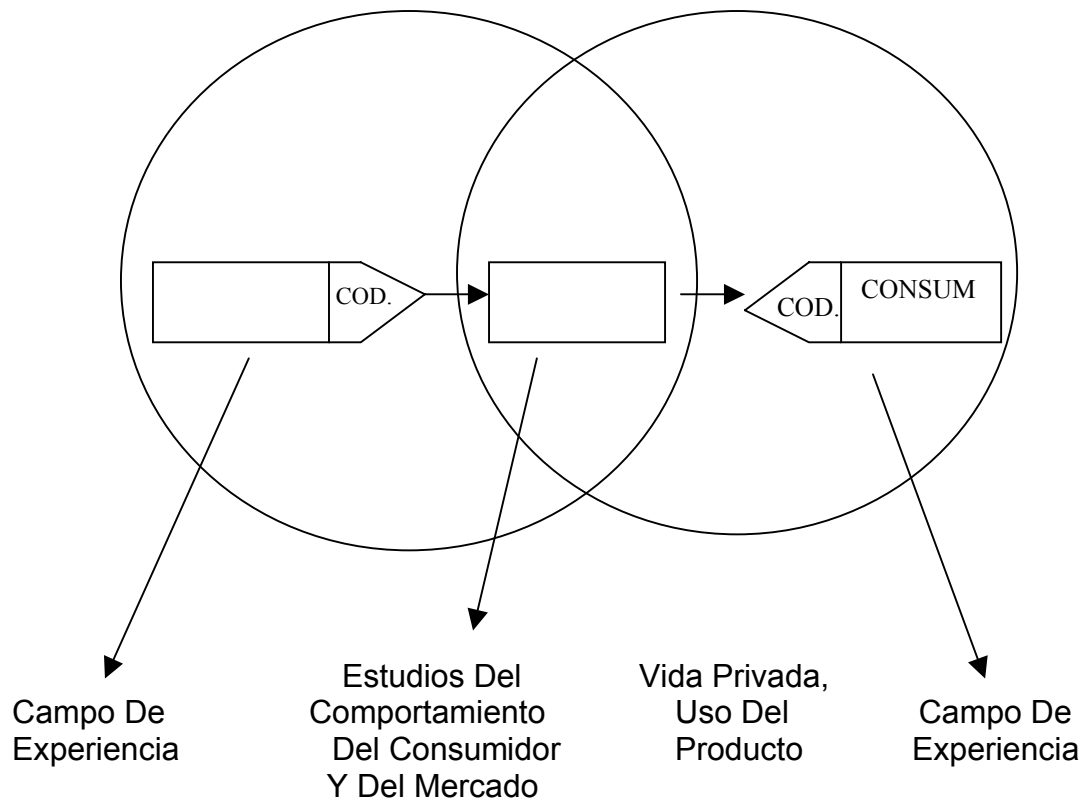 COD.
COD.
CONSUM
Campo De
Experiencia
Estudios Del
Comportamiento
Del Consumidor
Y Del Mercado
Vida Privada,
Uso Del
Producto
Campo De
Experiencia